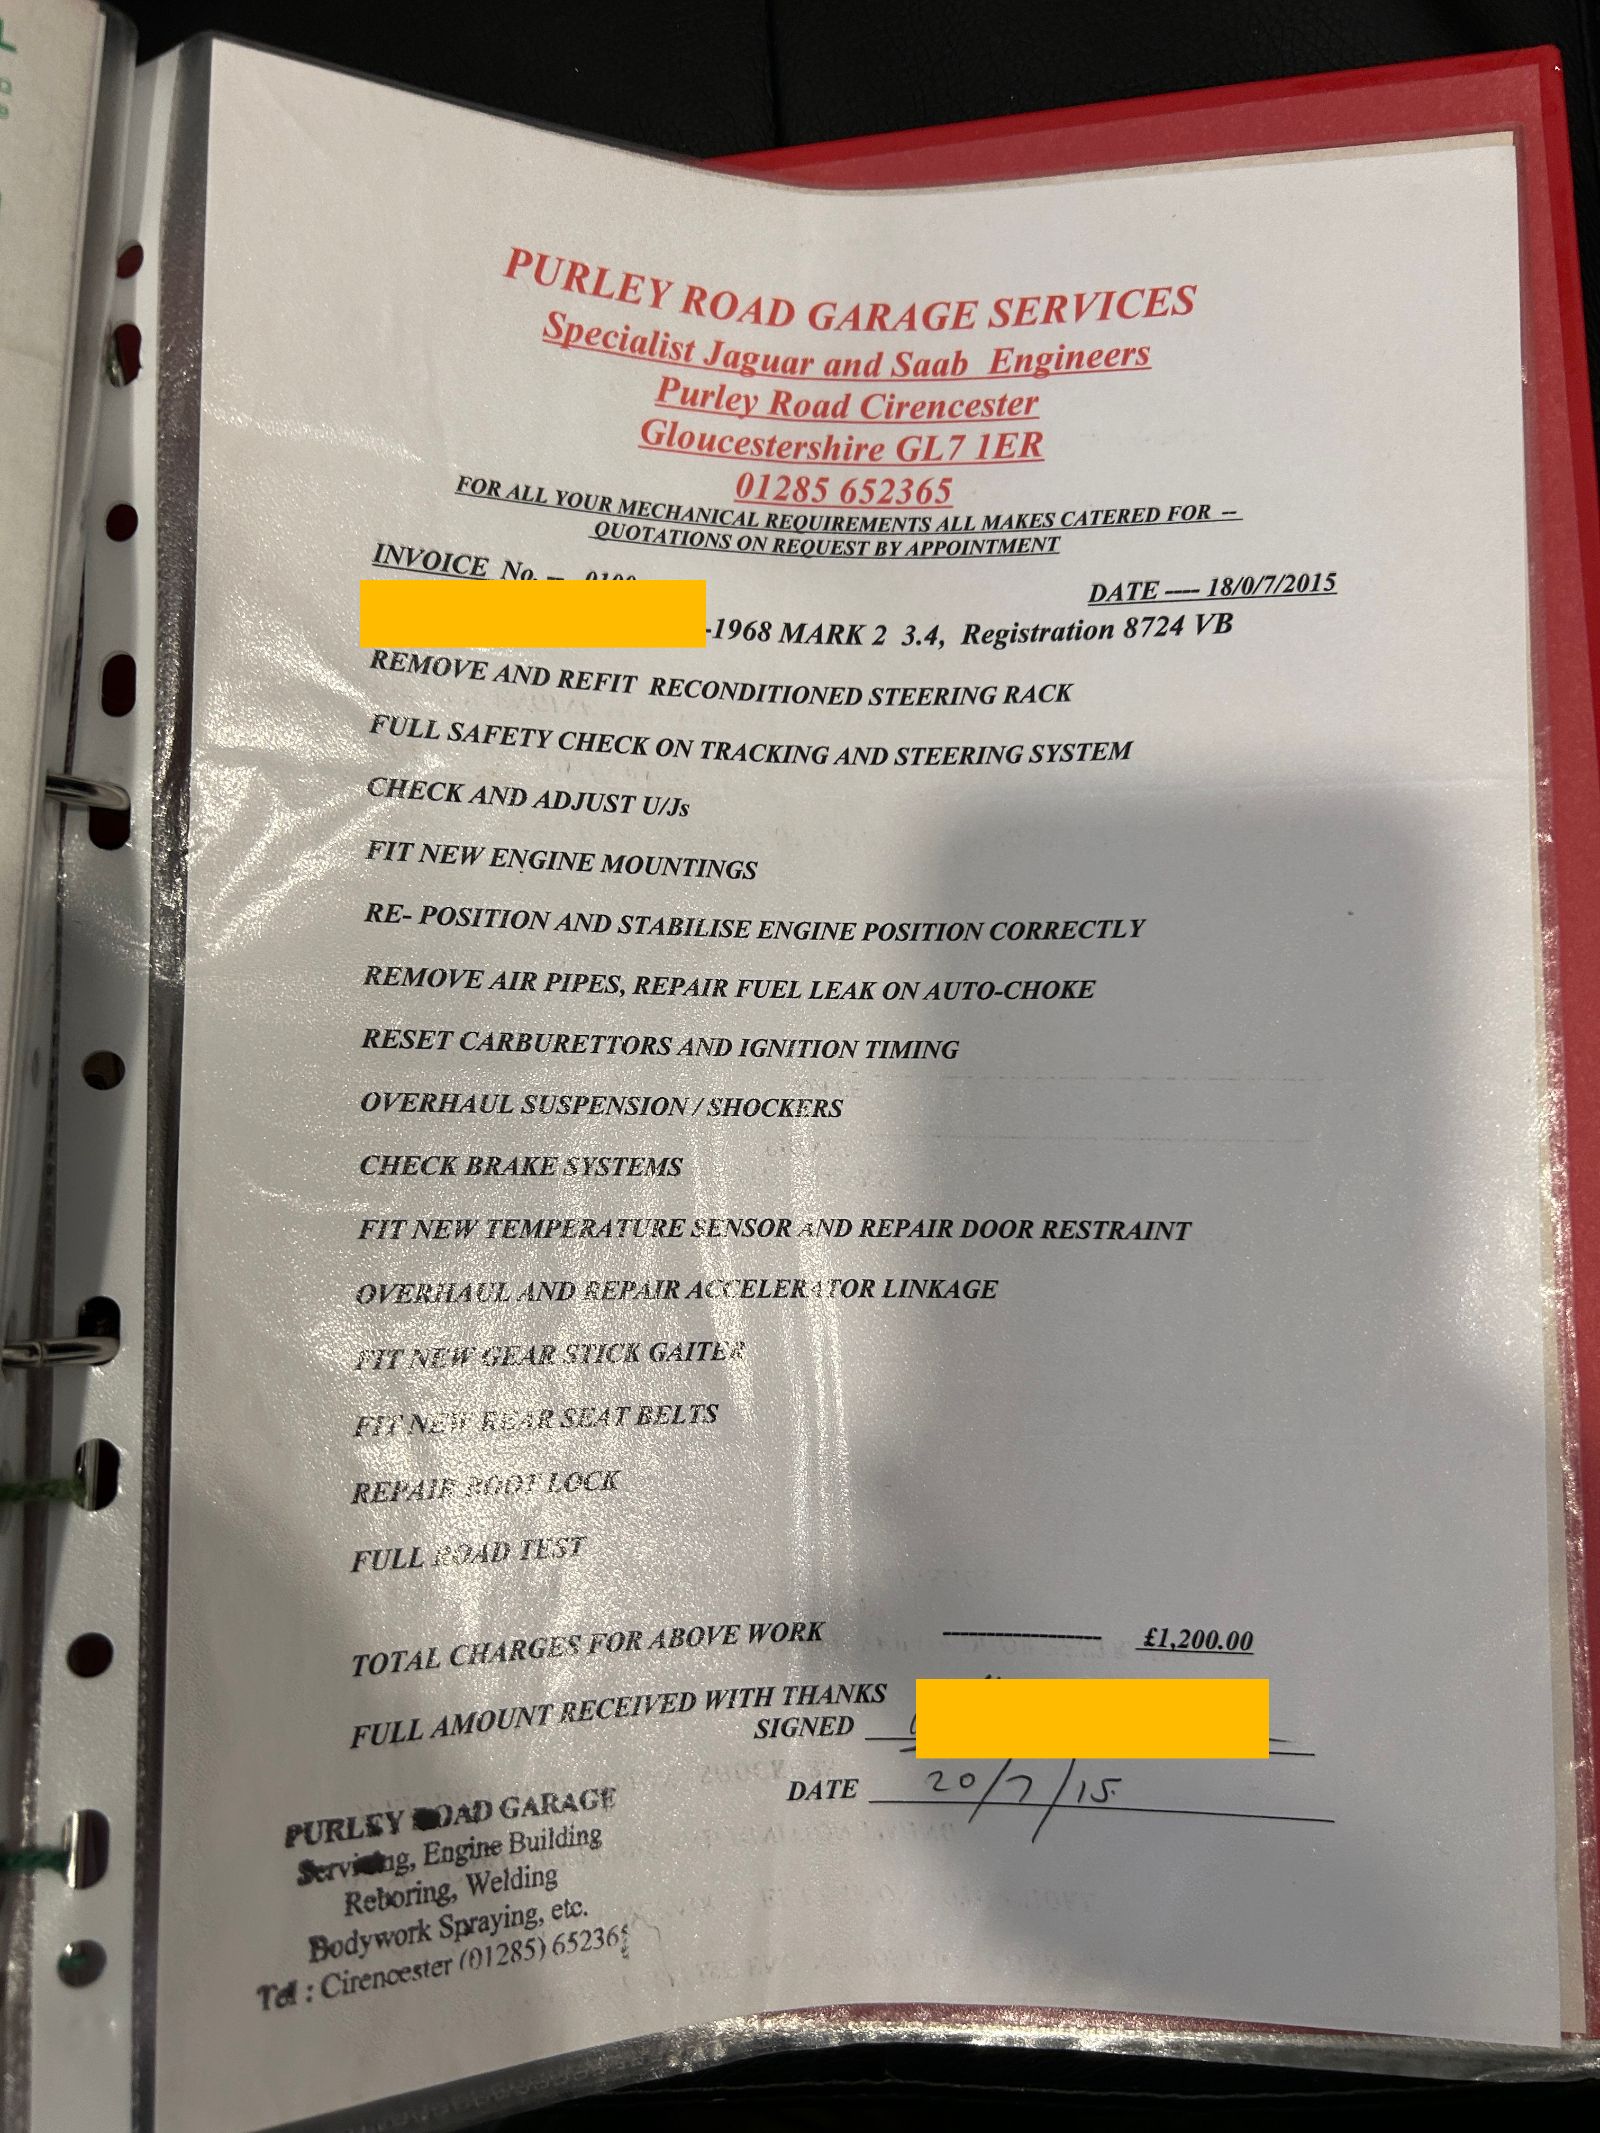 PURLEY ROAD GARAGE SERVICES
Specialist Jaguar and Saab Engineers
Purley Road Cirencester
Gloucestershire GL7 1ER
01285 652365
FOR ALL YOUR MECHANICAL REQUIREMENTS ALL MAKES CATERED FOR --
QUOTATIONS ON REQUEST BY APPOINTMENT
INVOICE No. --
DATE ---- 18/0/7/2015
-1968 MARK 2 3.4, Registration 8724 VB
REMOVE AND REFIT RECONDITIONED STEERING RACK
FULL SAFETY CHECK ON TRACKING AND STEERING SYSTEM
CHECK AND ADJUST U/Js
FIT NEW ENGINE MOUNTINGS
RE- POSITION AND STABILISE ENGINE POSITION CORRECTLY
REMOVE AIR PIPES, REPAIR FUEL LEAK ON AUTO-CHOKE
RESET CARBURETTORS AND IGNITION TIMING
OVERHAUL SUSPENSION / SHOCKERS
CHECK BRAKE SYSTEMS
FIT NEW TEMPERATURE SENSOR AND REPAIR DOOR RESTRAINT
OVERHAUL AND REPAIR ACCELERATOR LINKAGE
FIT NEW GEAR STICK GAITER
FIT NEW REAR SEAT BELTS
REPAIR BOOT LOCK
FULL ROAD TEST
TOTAL CHARGES FOR ABOVE WORK ------------------ £1,200.00
FULL AMOUNT RECEIVED WITH THANKS
SIGNED
DATE 20/7/15
PURLEY ROAD GARAGE
Servicing, Engine Building
Reboring, Welding
Bodywork Spraying, etc.
Tel : Cirencester (01285) 652365